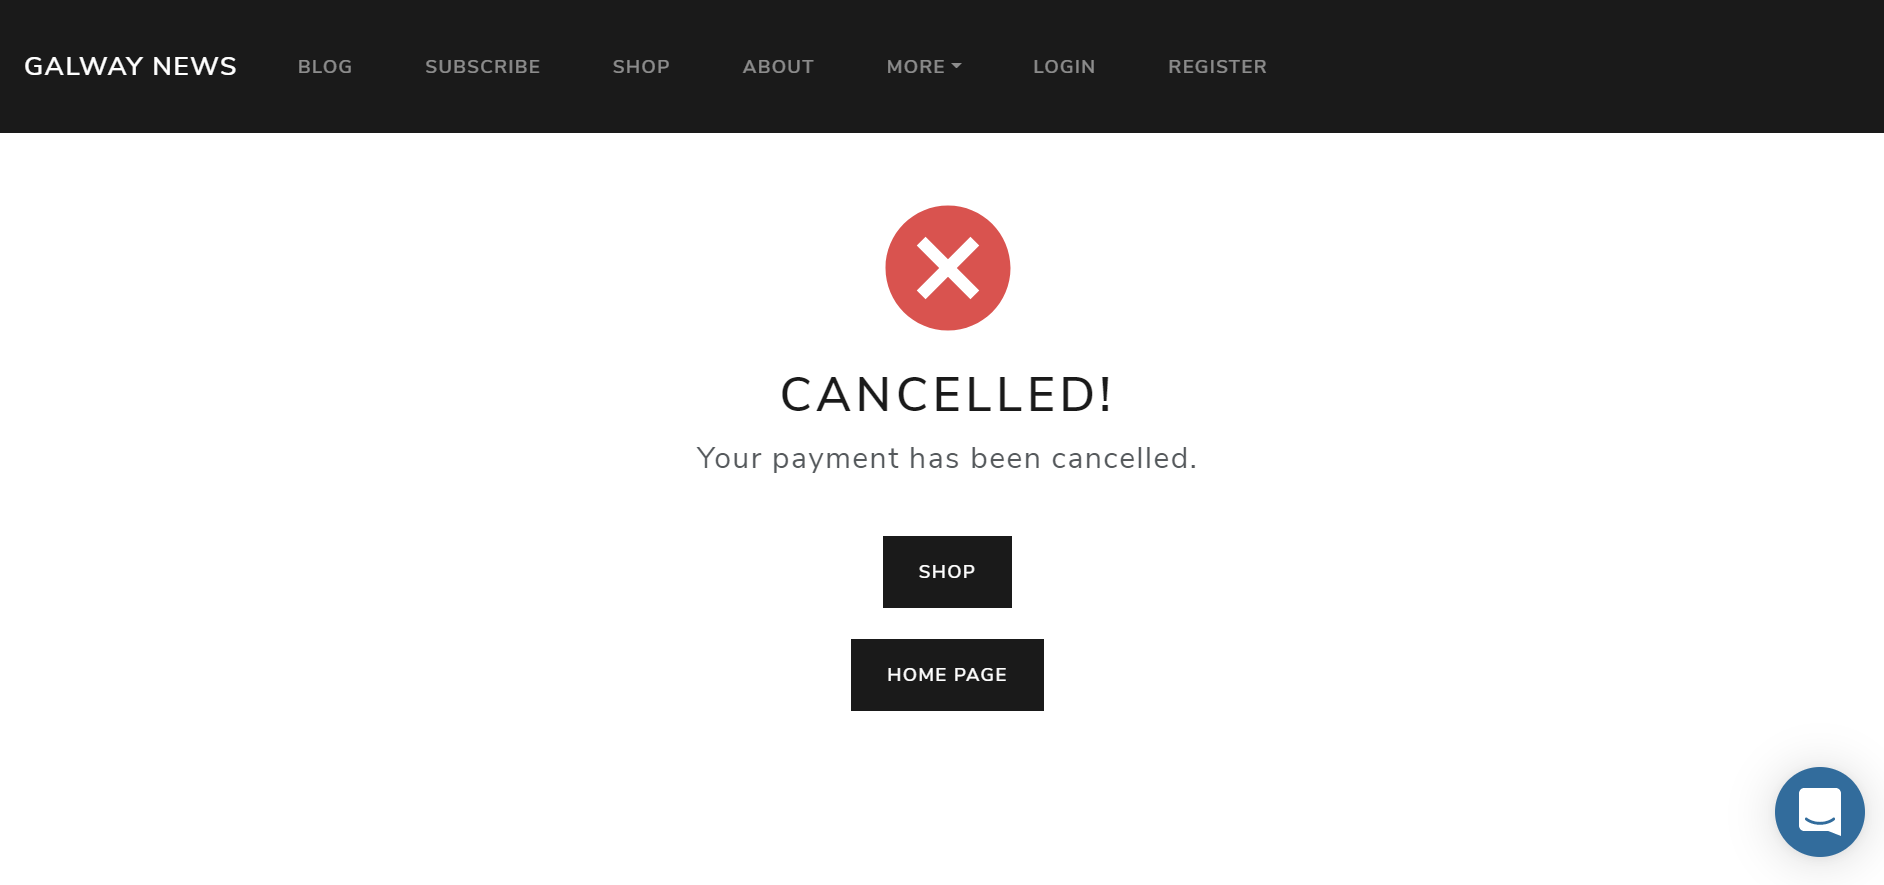 GALWAY NEWS BLOG SUBSCRIBE SHOP ABOUT MORE LOGIN REGISTER
CANCELLED!
Your payment has been cancelled.
SHOP
HOME PAGE